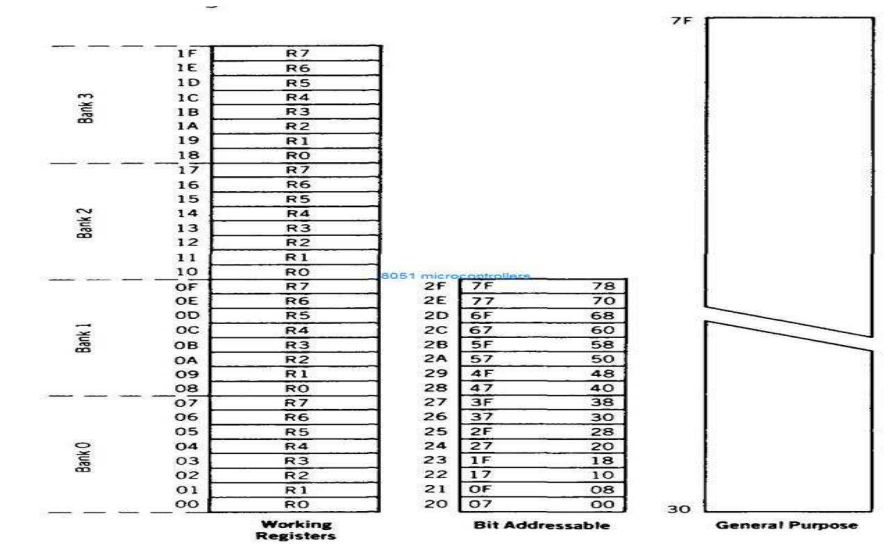 7F
1F R7
1E R6
1D R5
1C R4
1B R3
1A R2
19 R1
18 R0
Bank 3
17 R7
16 R6
15 R5
14 R4
13 R3
12 R2
11 R1
10 R0
Bank 2
8051 microcontrollers
0F R7
0E R6
0D R5
0C R4
0B R3
0A R2
09 R1
08 R0
Bank 1
07 R7
06 R6
05 R5
04 R4
03 R3
02 R2
01 R1
00 R0
Bank 0
Working
Registers
2F 7F 78
2E 77 70
2D 6F 68
2C 67 60
2B 5F 58
2A 57 50
29 4F 48
28 47 40
27 3F 38
26 37 30
25 2F 28
24 27 20
23 1F 18
22 17 10
21 0F 08
20 07 00
Bit Addressable
30
General Purpose